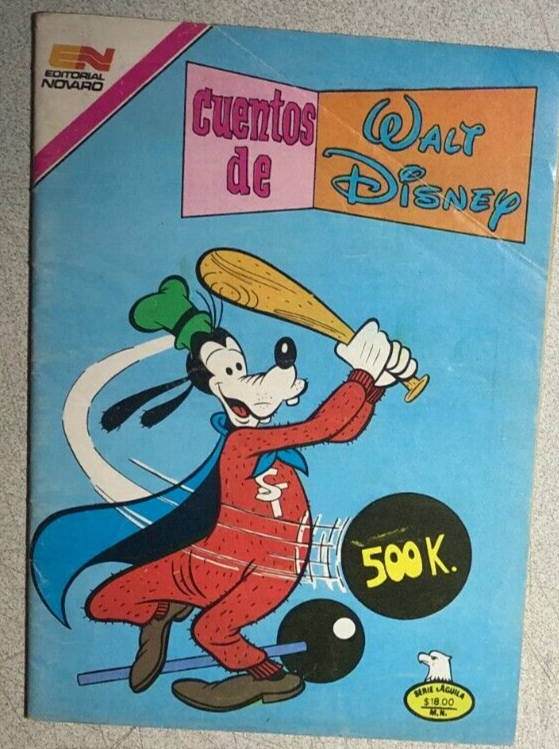 EN
EDITORIAL
NOVARO
Cuentos
de
WALT
DISNEY
ST
500 K.
SERIE ÁGUILA
$18.00
M.N.